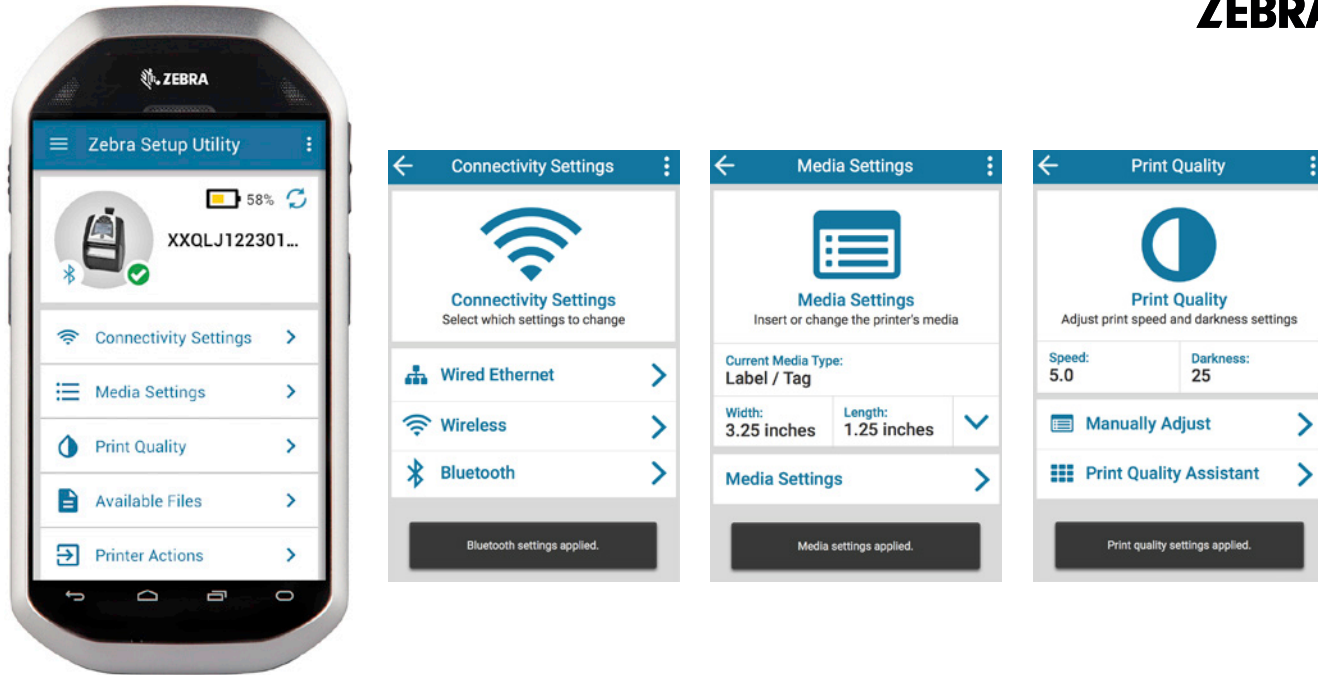 ZEBRA
ZEBRA
Zebra Setup Utility
58%
XXQLJ122301...
Connectivity Settings
Media Settings
Print Quality
Available Files
Printer Actions
Connectivity Settings
Connectivity Settings
Select which settings to change
Wired Ethernet
Wireless
Bluetooth
Bluetooth settings applied.
Media Settings
Media Settings
Insert or change the printer's media
Current Media Type:
Label / Tag
Width:
3.25 inches
Length:
1.25 inches
Media Settings
Media settings applied.
Print Quality
Print Quality
Adjust print speed and darkness settings
Speed:
5.0
Darkness:
25
Manually Adjust
Print Quality Assistant
Print quality settings applied.